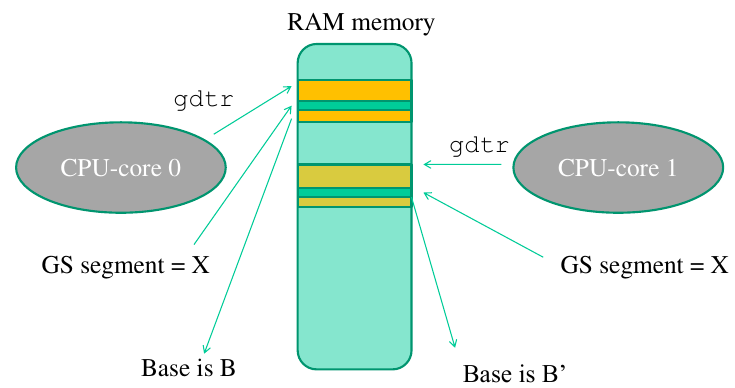 RAM memory
gdtr
gdtr
CPU-core 0
CPU-core 1
GS segment = X
GS segment = X
Base is B
Base is B’